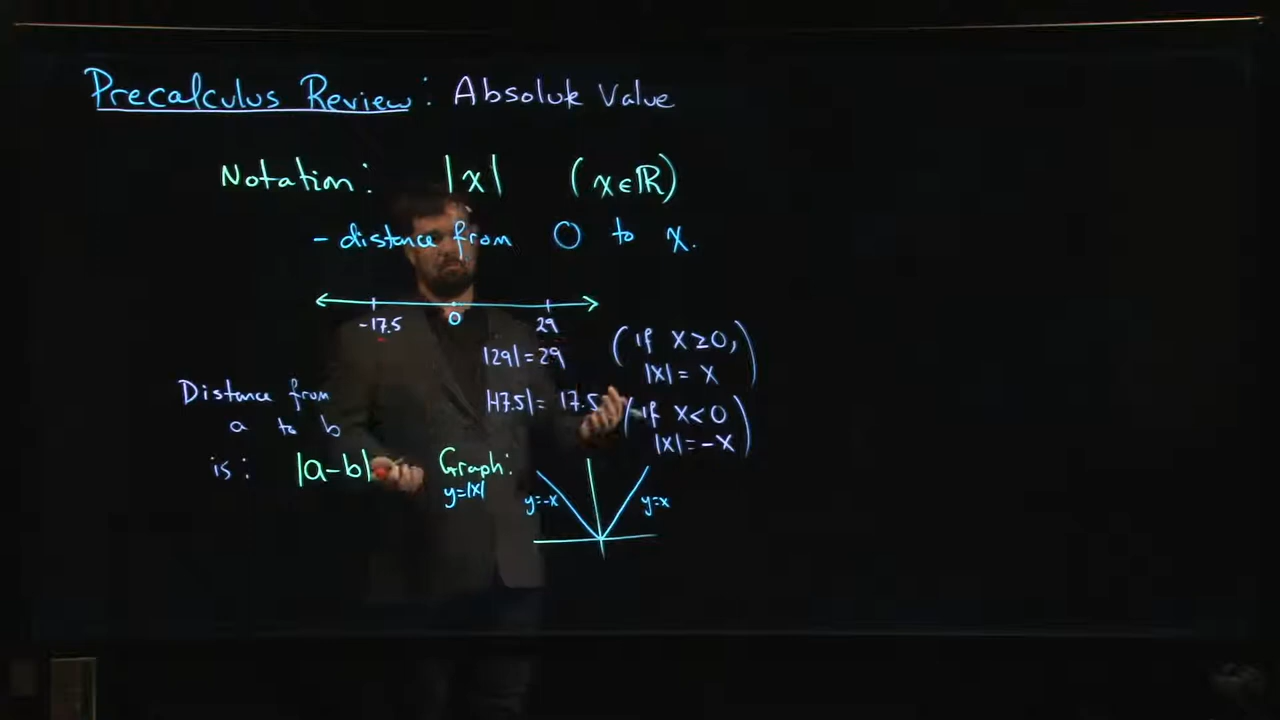 Precalculus Review: Absolute Value
Notation: |x| (x∈ℝ)
- distance from 0 to x.
-17.5 0 29
|29| = 29
|-17.5| = 17.5
(if x≥0,
|x| = x)
(if x<0
|x| = -x)
Distance from
a to b
is: |a-b|
Graph:
y=|x|
y=-x y=x